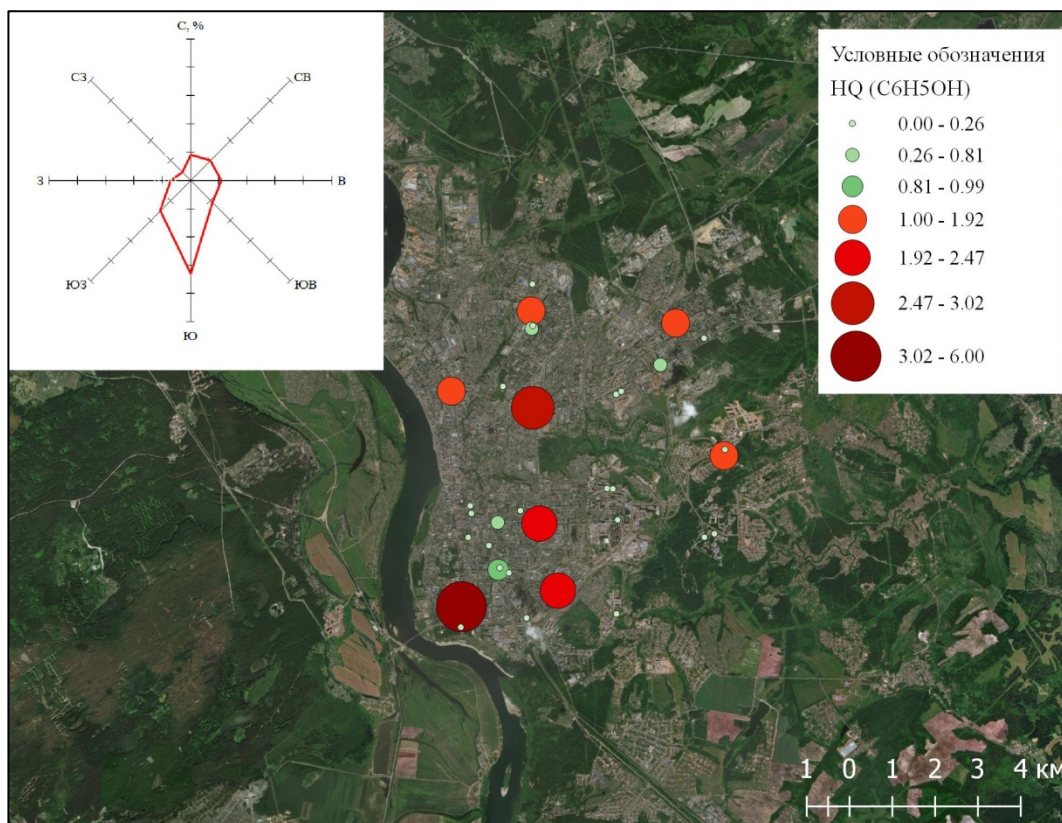 С, %
СЗ
СВ
З
В
ЮЗ
ЮВ
Ю
Условные обозначения
HQ (C6H5OH)
0.00 - 0.26
0.26 - 0.81
0.81 - 0.99
1.00 - 1.92
1.92 - 2.47
2.47 - 3.02
3.02 - 6.00
1 0 1 2 3 4 км